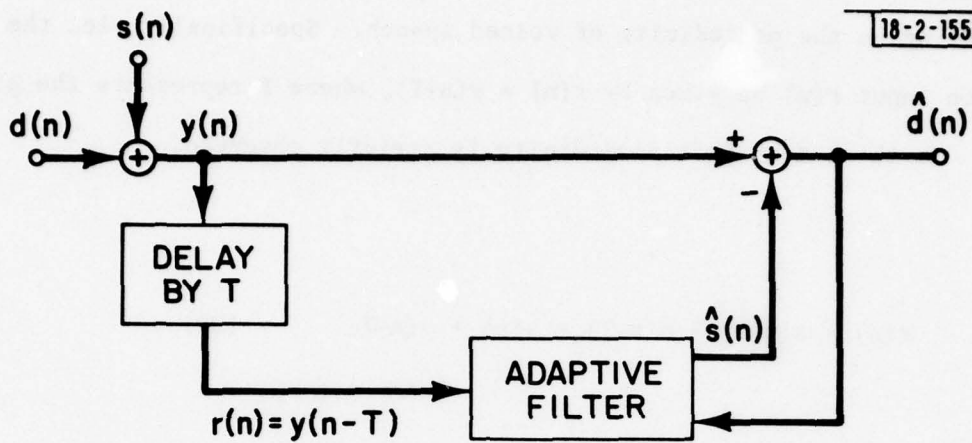 s(n)
18-2-155
d(n)
y(n)
+
+
+
-
d̂(n)
DELAY
BY T
ŝ(n)
ADAPTIVE
FILTER
r(n)=y(n-T)